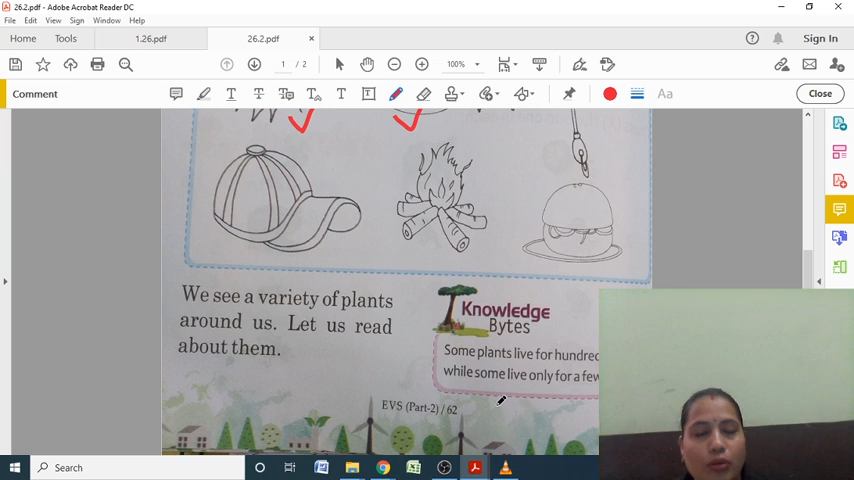 26.2.pdf - Adobe Acrobat Reader DC
File Edit View Sign Window Help
Home Tools 1.26.pdf 26.2.pdf × Sign In
1 / 2 100%
Comment Close
We see a variety of plants
around us. Let us read
about them.
Knowledge
Bytes
Some plants live for
while some live only for a few
EVS (Part-2) / 62
Search